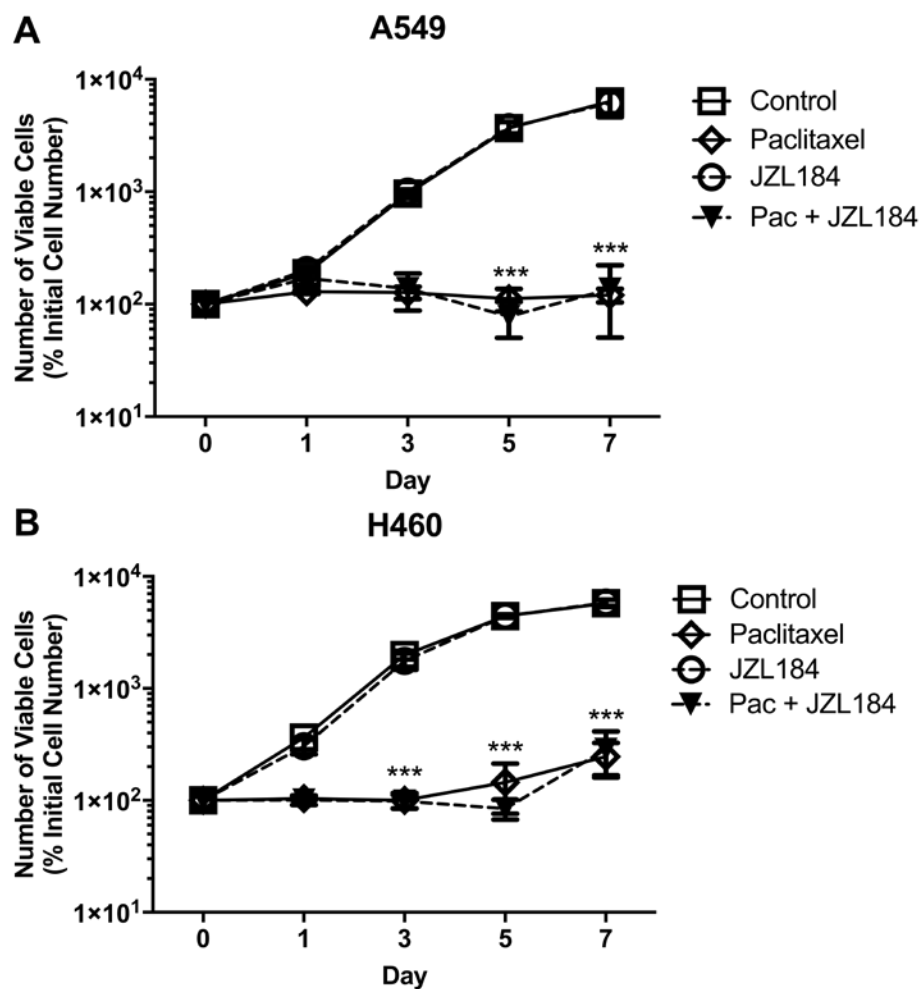 A
A549
Number of Viable Cells
(% Initial Cell Number)
1×10⁴
1×10³
1×10²
1×10¹
***
***
0 1 3 5 7
Day
Control
Paclitaxel
JZL184
Pac + JZL184
B
H460
Number of Viable Cells
(% Initial Cell Number)
1×10⁴
1×10³
1×10²
1×10¹
***
***
***
0 1 3 5 7
Day
Control
Paclitaxel
JZL184
Pac + JZL184